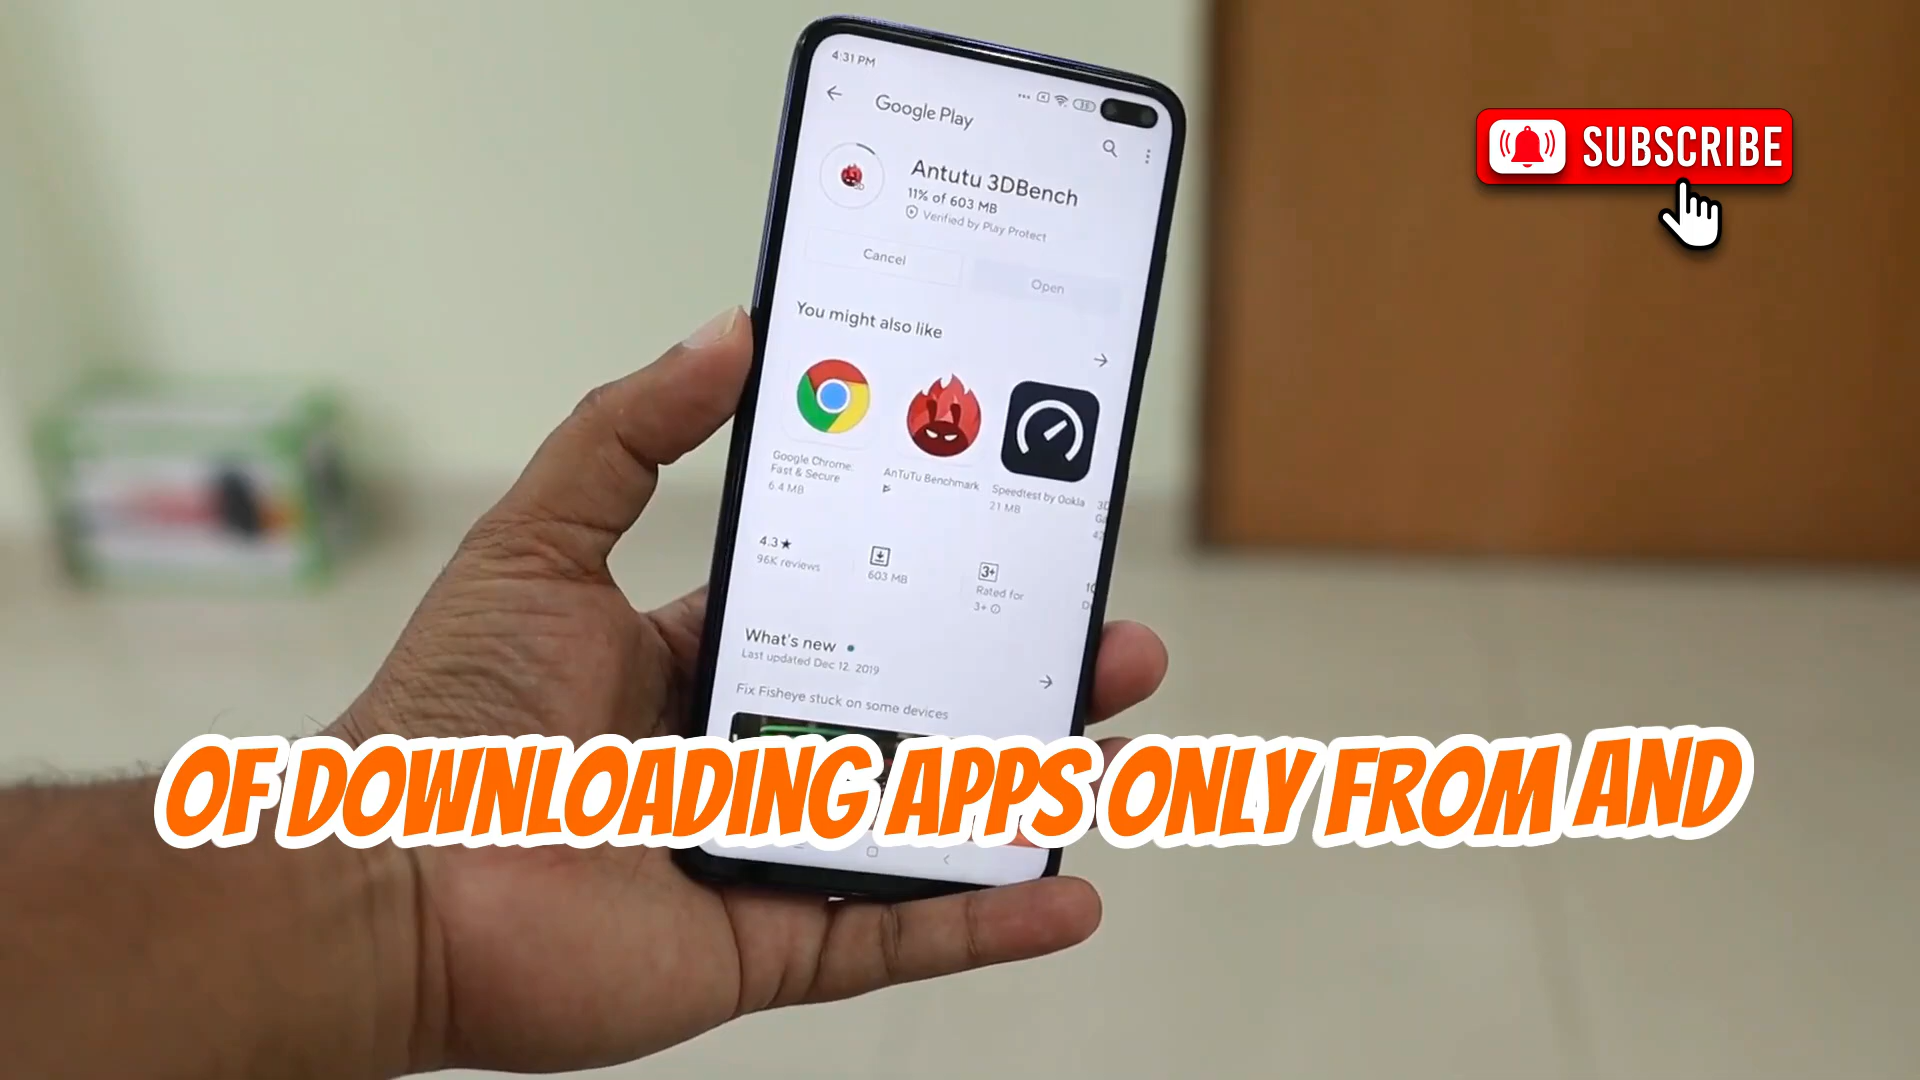 4:31 PM
Google Play
Antutu 3DBench
11% of 603 MB
Verified by Play Protect
Cancel
Open
You might also like
Google Chrome:
Fast & Secure
6.4 MB
AnTuTu Benchmark
Speedtest by Ookla
21 MB
4.3★
96K reviews
603 MB
3+
Rated for
3+
What's new
Last updated Dec 12, 2019
Fix Fisheye stuck on some devices
SUBSCRIBE
OF DOWNLOADING APPS ONLY FROM AND